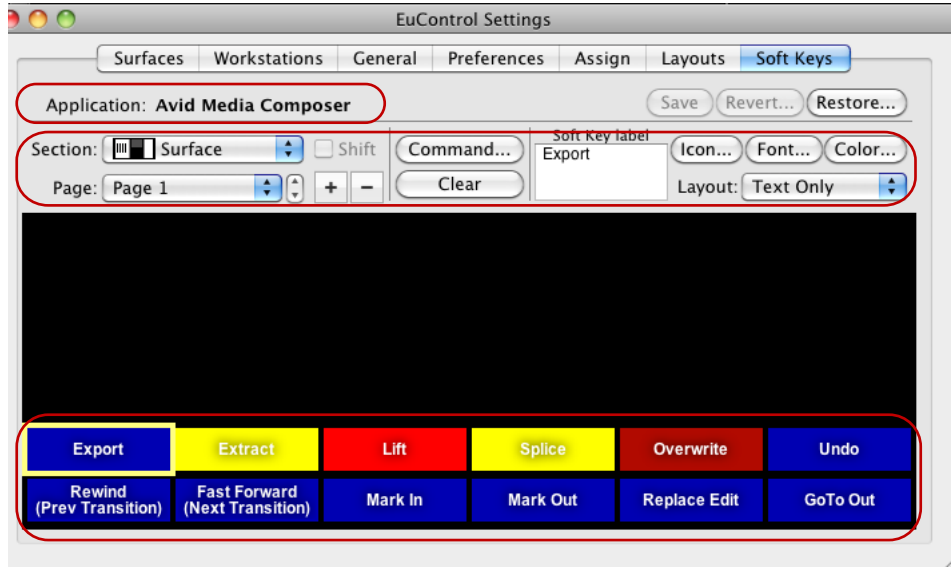 EuControl Settings
Surfaces Workstations General Preferences Assign Layouts Soft Keys
Application: Avid Media Composer Save Revert... Restore...
Section: Surface Shift Command... Soft Key label Icon... Font... Color...
Export
Page: Page 1 + - Clear Layout: Text Only
Export Extract Lift Splice Overwrite Undo
Rewind Fast Forward Mark In Mark Out Replace Edit GoTo Out
(Prev Transition) (Next Transition)